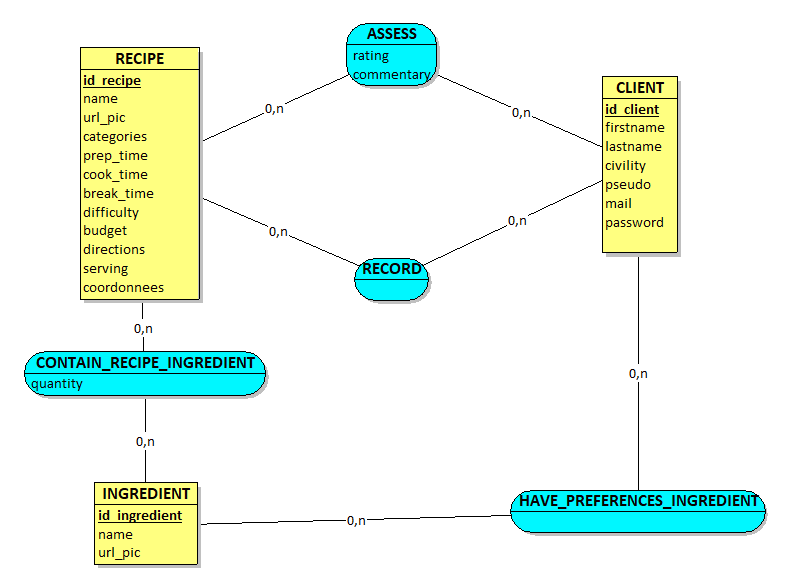 ASSESS
rating
commentary
RECIPE
id_recipe
name
url_pic
categories
prep_time
cook_time
break_time
difficulty
budget
directions
serving
coordonnees
CLIENT
id_client
firstname
lastname
civility
pseudo
mail
password
0,n
0,n
0,n
0,n
RECORD
0,n
CONTAIN_RECIPE_INGREDIENT
quantity
0,n
0,n
INGREDIENT
id_ingredient
name
url_pic
HAVE_PREFERENCES_INGREDIENT
0,n